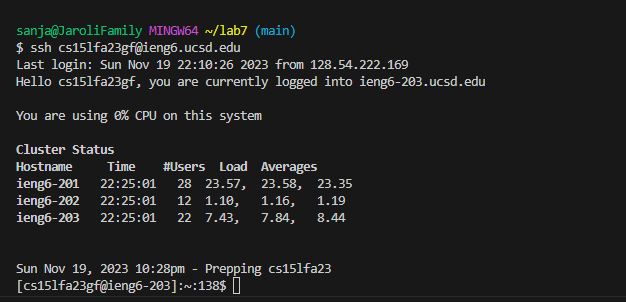 sanja@JaroliFamily MINGW64 ~/lab7 (main)
$ ssh cs15lfa23gf@ieng6.ucsd.edu
Last login: Sun Nov 19 22:10:26 2023 from 128.54.222.169
Hello cs15lfa23gf, you are currently logged into ieng6-203.ucsd.edu
You are using 0% CPU on this system
Cluster Status
Hostname     Time    #Users  Load  Averages
ieng6-201   22:25:01   28  23.57,  23.58,  23.35
ieng6-202   22:25:01   12  1.10,   1.16,   1.19
ieng6-203   22:25:01   22  7.43,   7.84,   8.44
Sun Nov 19, 2023 10:28pm - Prepping cs15lfa23
[cs15lfa23gf@ieng6-203]:~:138$